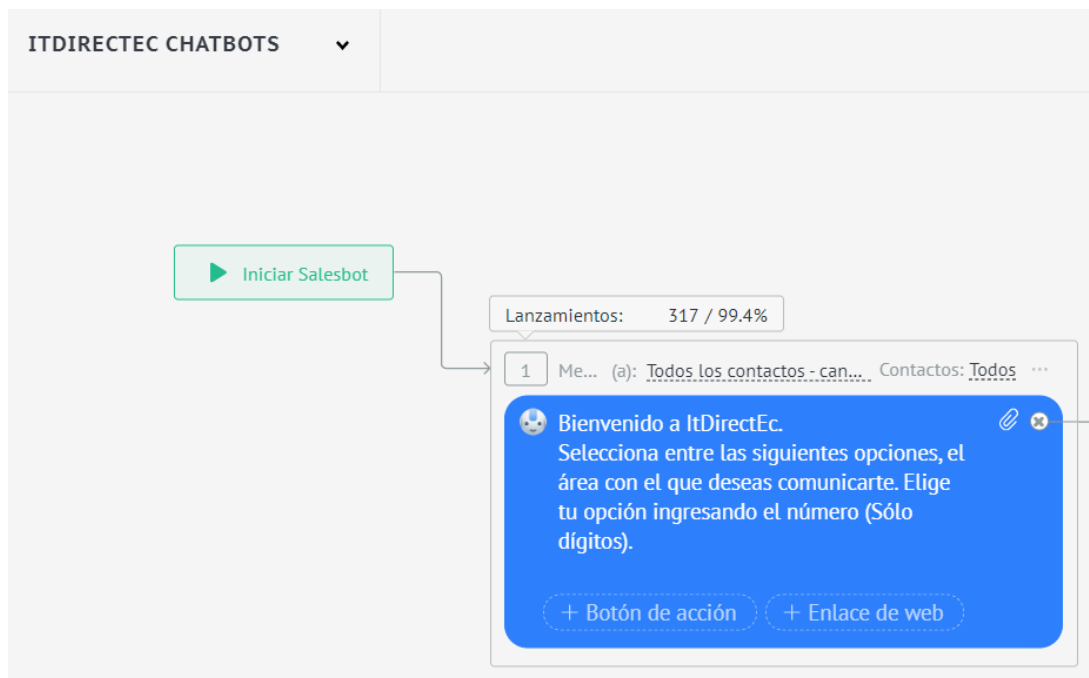 ITDIRECTEC CHATBOTS
Iniciar Salesbot
Lanzamientos: 317 / 99.4%
1 Me... (a): Todos los contactos - can... Contactos: Todos ...
Bienvenido a ItDirectEc.
Selecciona entre las siguientes opciones, el
área con el que deseas comunicarte. Elige
tu opción ingresando el número (Sólo
dígitos).
+ Botón de acción + Enlace de web